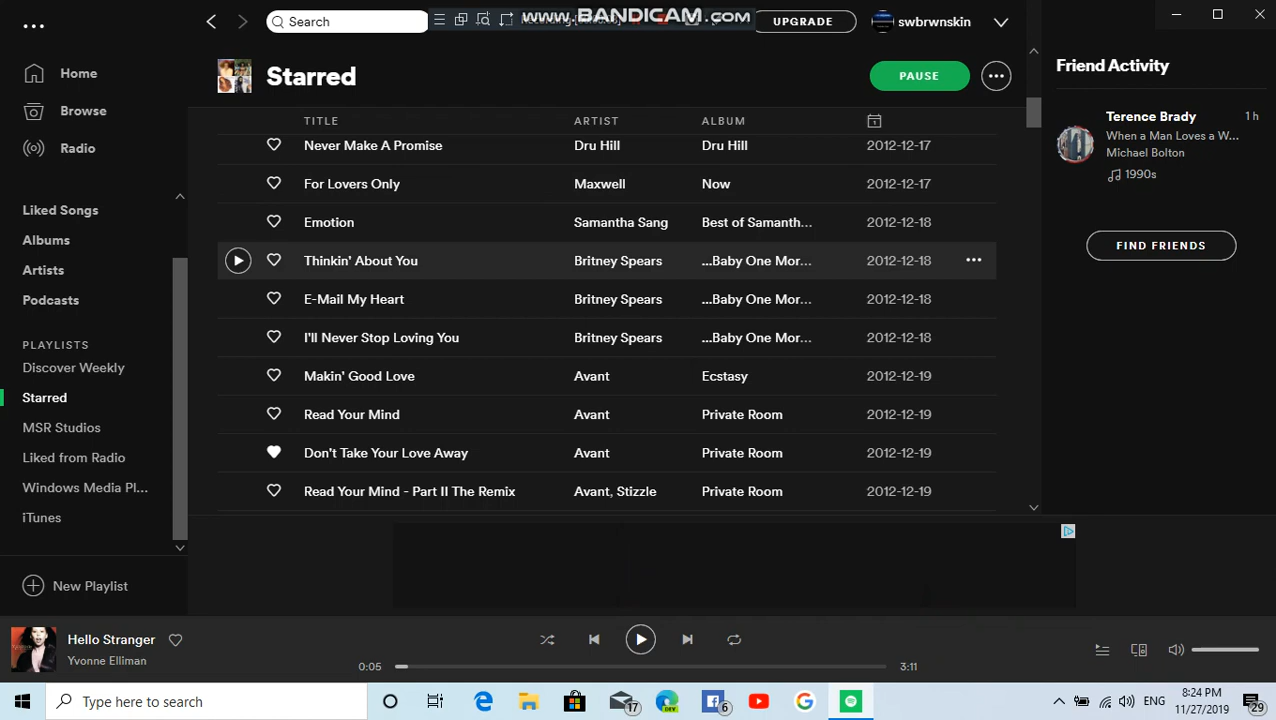 Search
WWW.BANDICAM.COM
UPGRADE
swbrwnskin
Home
Browse
Radio
Liked Songs
Albums
Artists
Podcasts
PLAYLISTS
Discover Weekly
Starred
MSR Studios
Liked from Radio
Windows Media Pl...
iTunes
New Playlist
Starred
PAUSE
TITLE ARTIST ALBUM
Never Make A Promise Dru Hill Dru Hill 2012-12-17
For Lovers Only Maxwell Now 2012-12-17
Emotion Samantha Sang Best of Samanth... 2012-12-18
Thinkin' About You Britney Spears ...Baby One Mor... 2012-12-18
E-Mail My Heart Britney Spears ...Baby One Mor... 2012-12-18
I'll Never Stop Loving You Britney Spears ...Baby One Mor... 2012-12-18
Makin' Good Love Avant Ecstasy 2012-12-19
Read Your Mind Avant Private Room 2012-12-19
Don't Take Your Love Away Avant Private Room 2012-12-19
Read Your Mind - Part II The Remix Avant, Stizzle Private Room 2012-12-19
Friend Activity
Terence Brady 1 h
When a Man Loves a W...
Michael Bolton
1990s
FIND FRIENDS
Hello Stranger
Yvonne Elliman
0:05
3:11
Type here to search
DEV
17
6
ENG
8:24 PM
11/27/2019
29